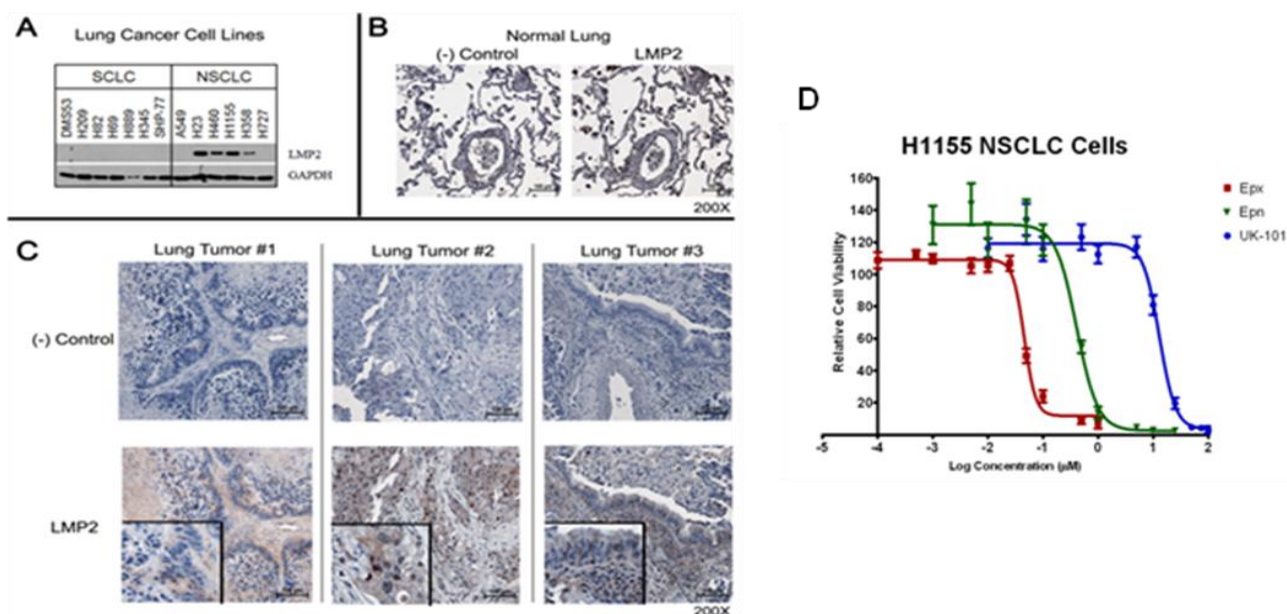 A
Lung Cancer Cell Lines
SCLC
NSCLC
DMS53
H209
H82
H69
H889
H345
SHP-77
A549
H23
H460
H1155
H358
H727
LMP2
GAPDH
B
Normal Lung
(-) Control
LMP2
200X
C
Lung Tumor #1
Lung Tumor #2
Lung Tumor #3
(-) Control
LMP2
200X
D
H1155 NSCLC Cells
Relative Cell Viability
160
140
120
100
80
60
40
20
-5
-4
-3
-2
-1
0
1
2
Log Concentration (µM)
Epx
Epn
UK-101